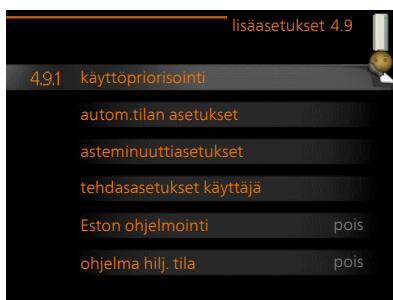 lisäasetukset 4.9
4.9.1 käyttöpriorisointi
autom.tilan asetukset
asteminuuttiasetukset
tehdasasetukset käyttäjä
Eston ohjelmointi pois
ohjelma hilj. tila pois